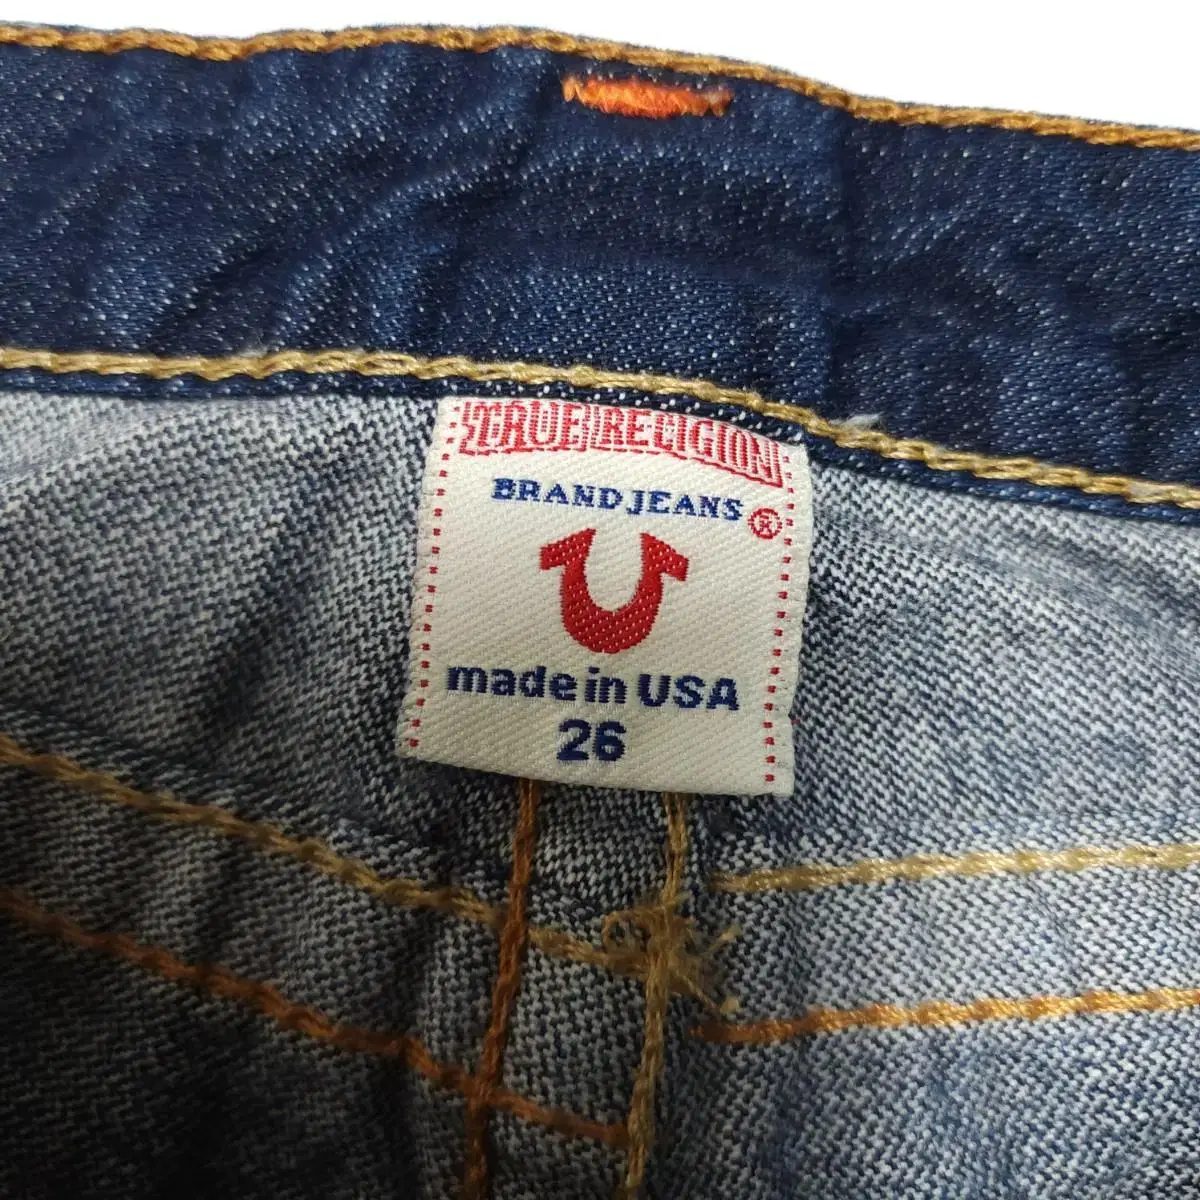 TRUE RELIGION
BRAND JEANS ®
made in USA
26